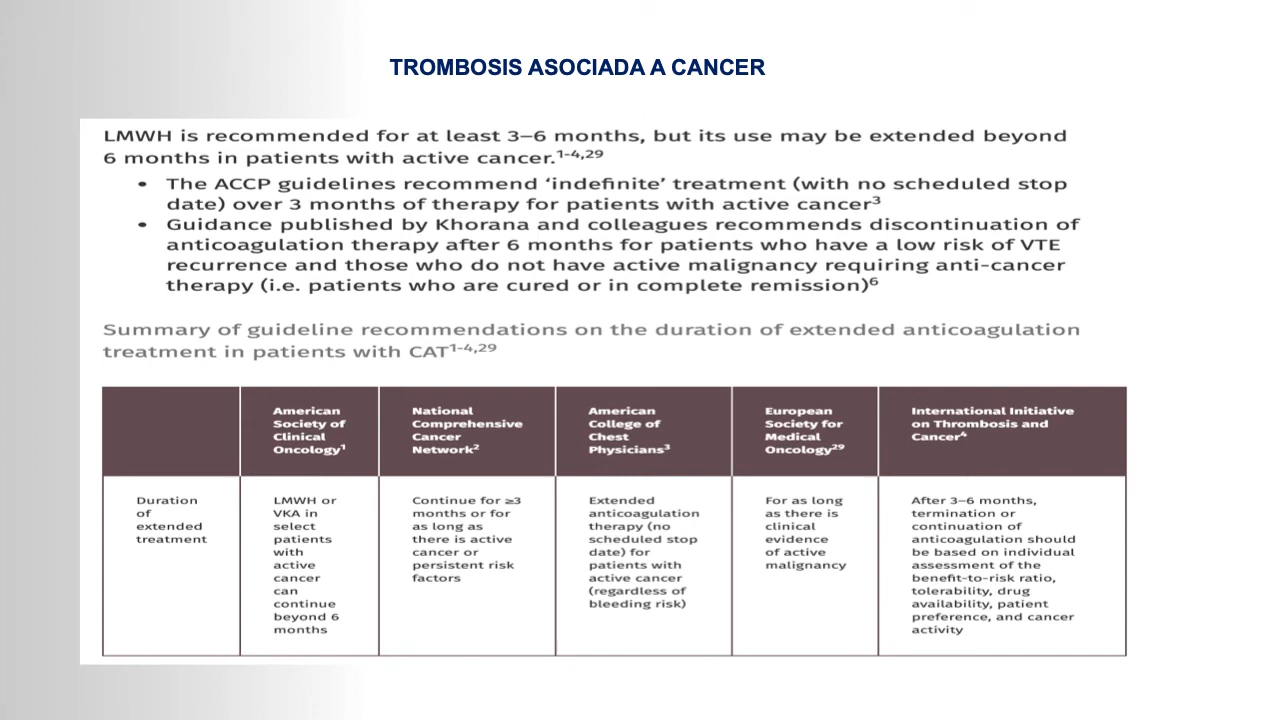 TROMBOSIS ASOCIADA A CANCER
LMWH is recommended for at least 3–6 months, but its use may be extended beyond
6 months in patients with active cancer.1-4,29
• The ACCP guidelines recommend ‘indefinite’ treatment (with no scheduled stop
date) over 3 months of therapy for patients with active cancer3
• Guidance published by Khorana and colleagues recommends discontinuation of
anticoagulation therapy after 6 months for patients who have a low risk of VTE
recurrence and those who do not have active malignancy requiring anti-cancer
therapy (i.e. patients who are cured or in complete remission)6
Summary of guideline recommendations on the duration of extended anticoagulation
treatment in patients with CAT1-4,29
American
Society of
Clinical
Oncology1
National
Comprehensive
Cancer
Network2
American
College of
Chest
Physicians3
European
Society for
Medical
Oncology29
International Initiative
on Thrombosis and
Cancer4
Duration
of
extended
treatment
LMWH or
VKA in
select
patients
with
active
cancer
can
continue
beyond 6
months
Continue for ≥3
months or for
as long as
there is active
cancer or
persistent risk
factors
Extended
anticoagulation
therapy (no
scheduled stop
date) for
patients with
active cancer
(regardless of
bleeding risk)
For as long
as there is
clinical
evidence
of active
malignancy
After 3–6 months,
termination or
continuation of
anticoagulation should
be based on individual
assessment of the
benefit-to-risk ratio,
tolerability, drug
availability, patient
preference, and cancer
activity